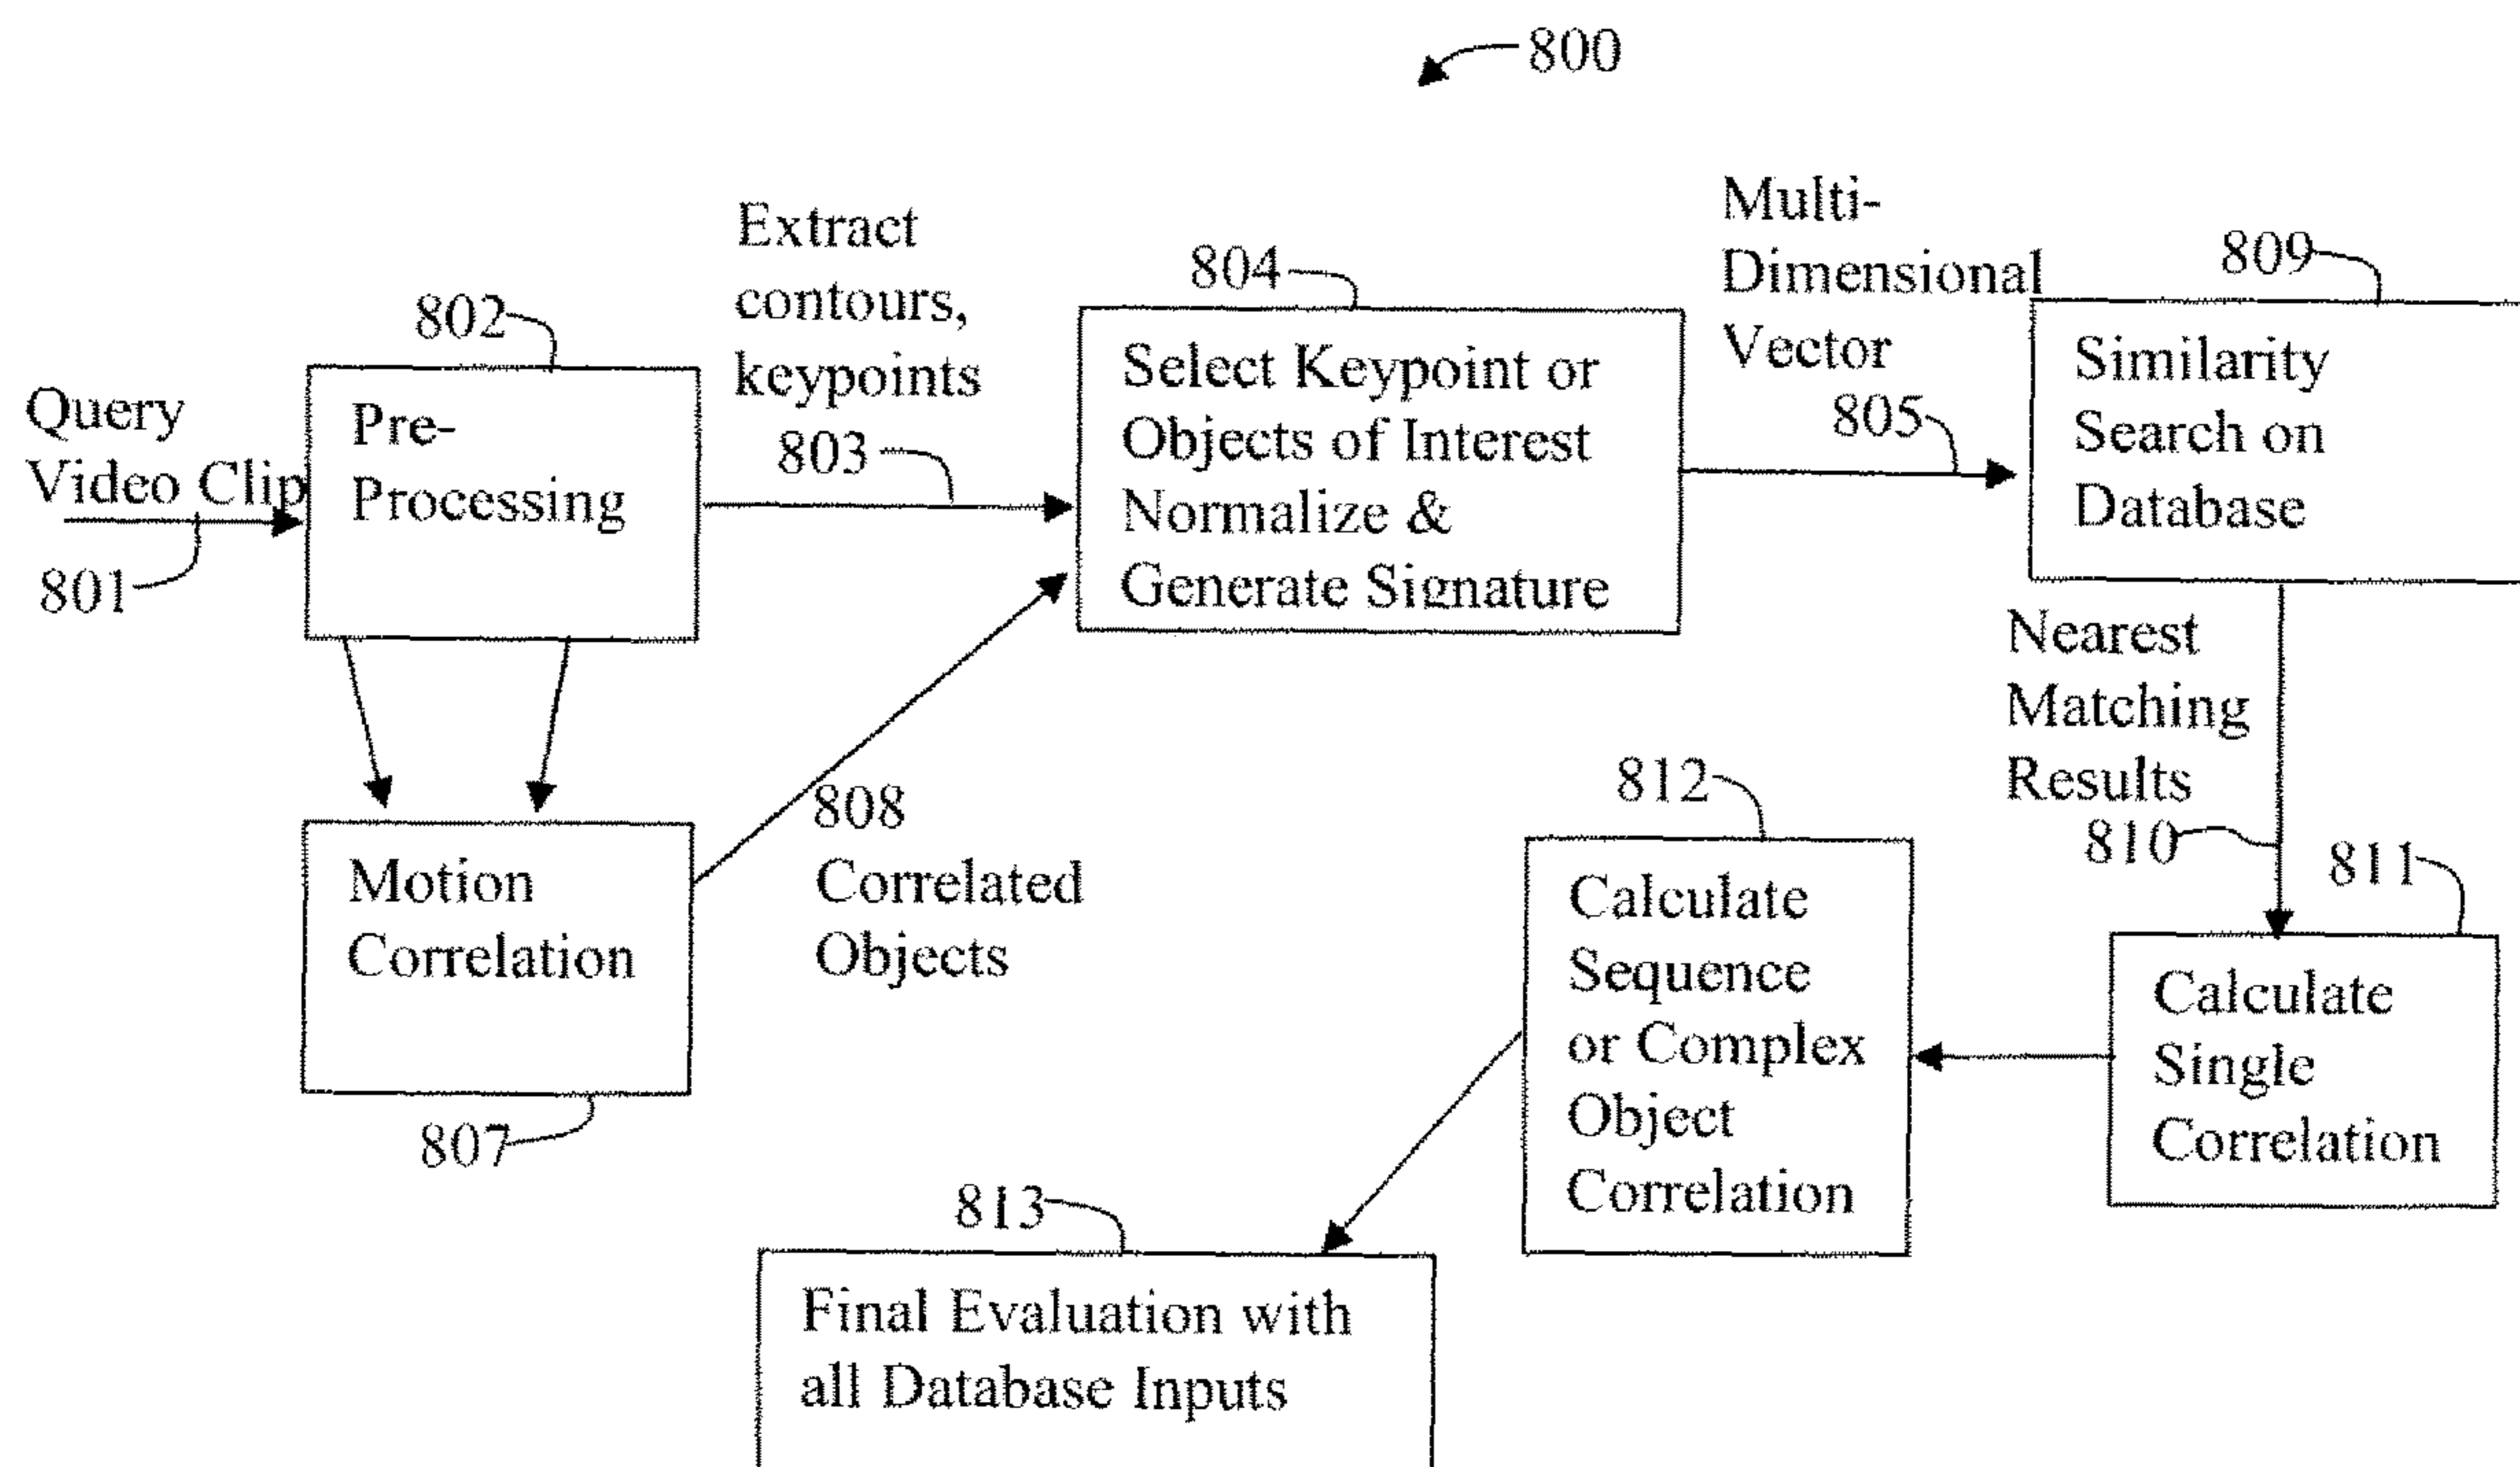 800
Query
Video Clip
801
802
Pre-
Processing
Extract
contours,
keypoints
803
804
Select Keypoint or
Objects of Interest
Normalize &
Generate Signature
Multi-
Dimensional
Vector
805
809
Similarity
Search on
Database
Motion
Correlation
807
808
Correlated
Objects
Nearest
Matching
Results
810
811
Calculate
Single
Correlation
812
Calculate
Sequence
or Complex
Object
Correlation
813
Final Evaluation with
all Database Inputs